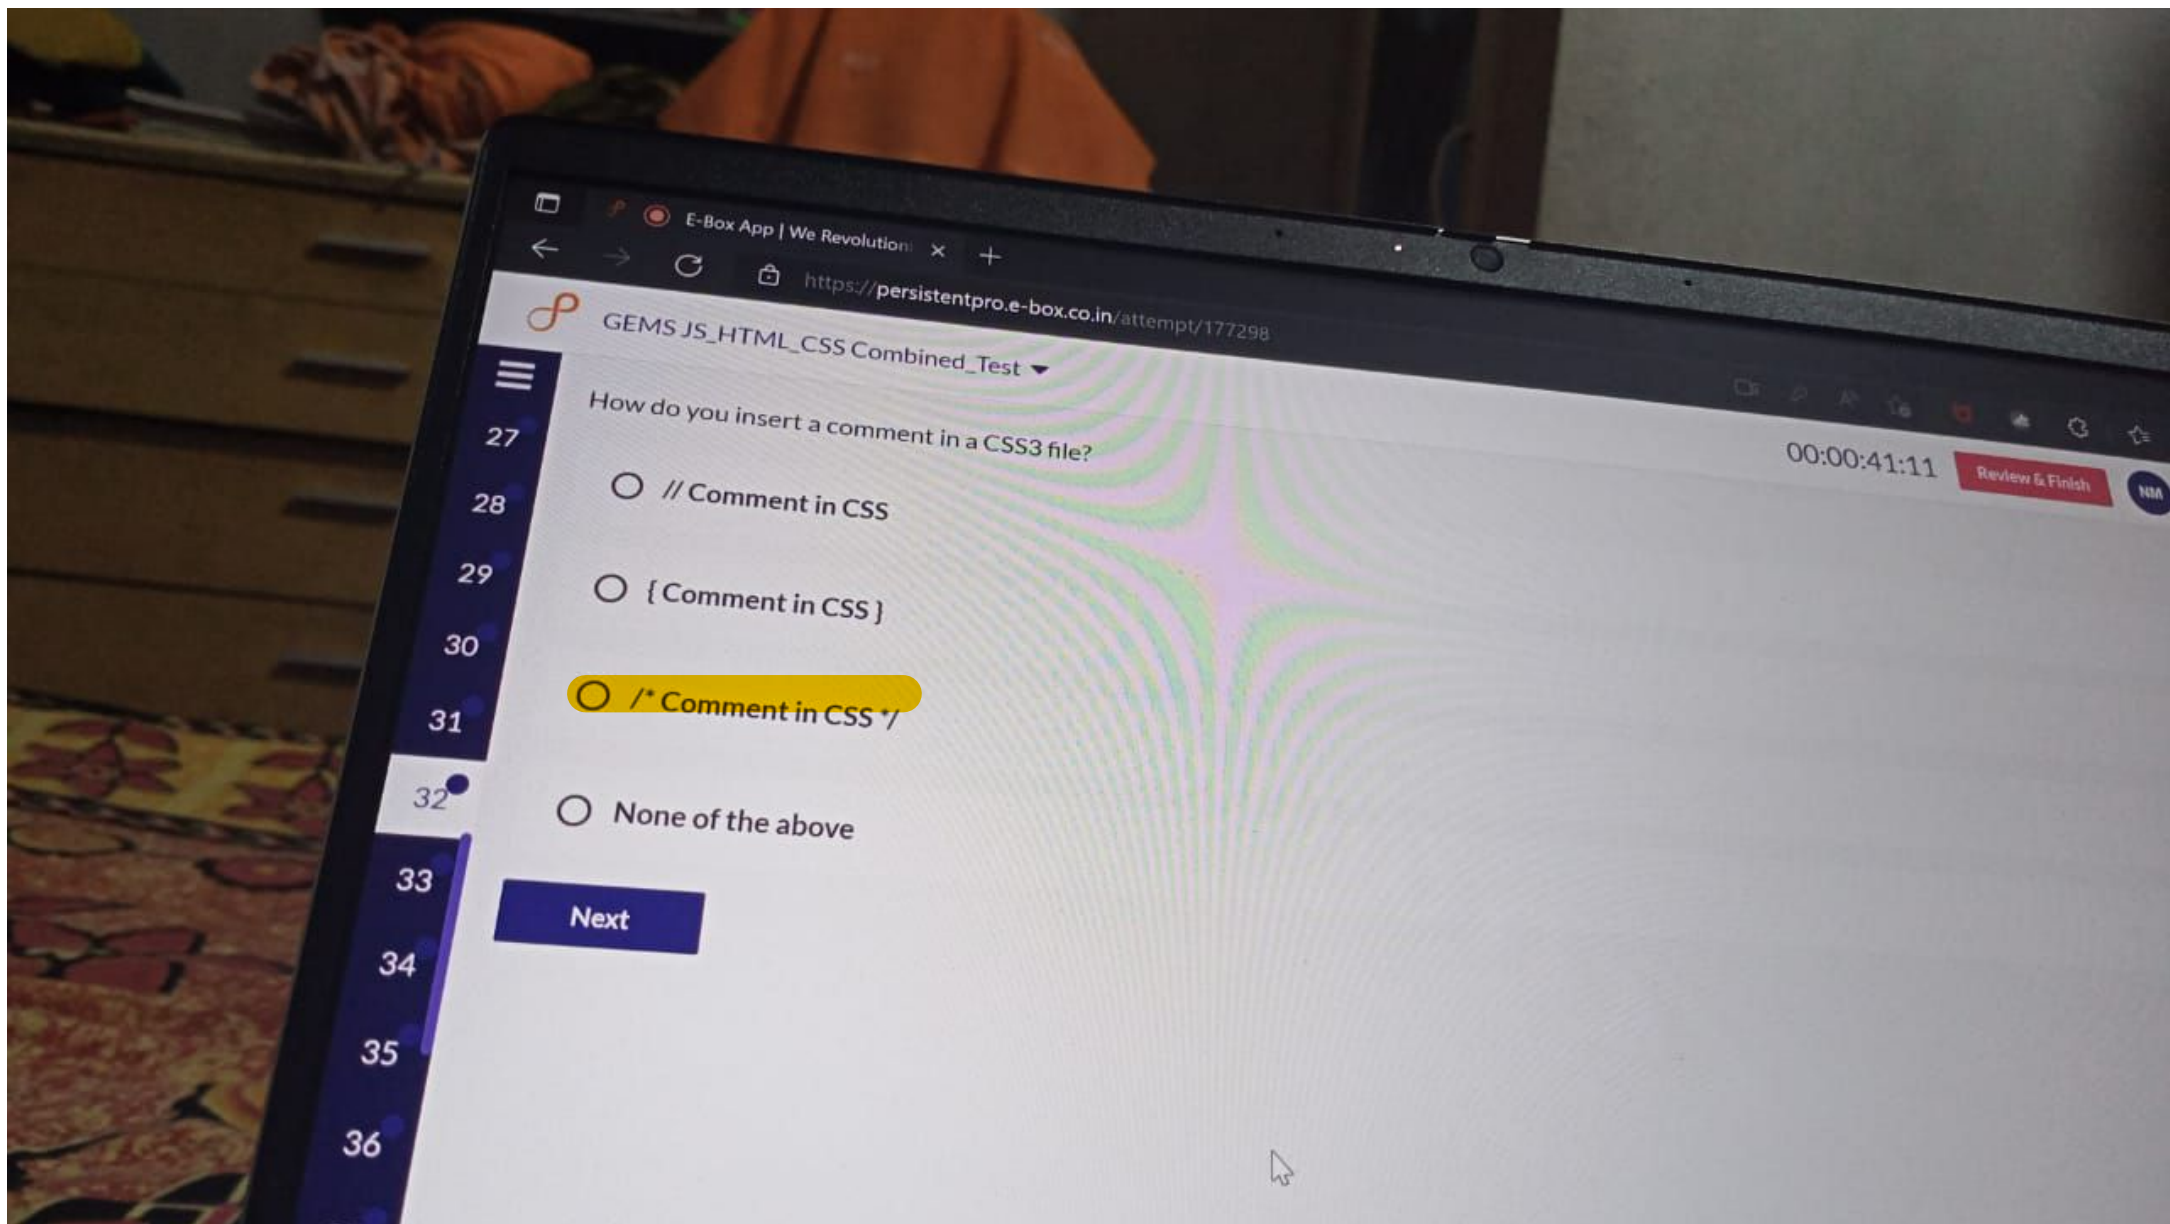 E-Box App | We Revolution
https://persistentpro.e-box.co.in/attempt/177298
GEMS JS_HTML_CSS Combined_Test
00:00:41:11
Review & Finish
NM
How do you insert a comment in a CSS3 file?
27
// Comment in CSS
28
29
{ Comment in CSS }
30
/* Comment in CSS */
31
32
None of the above
33
Next
34
35
36